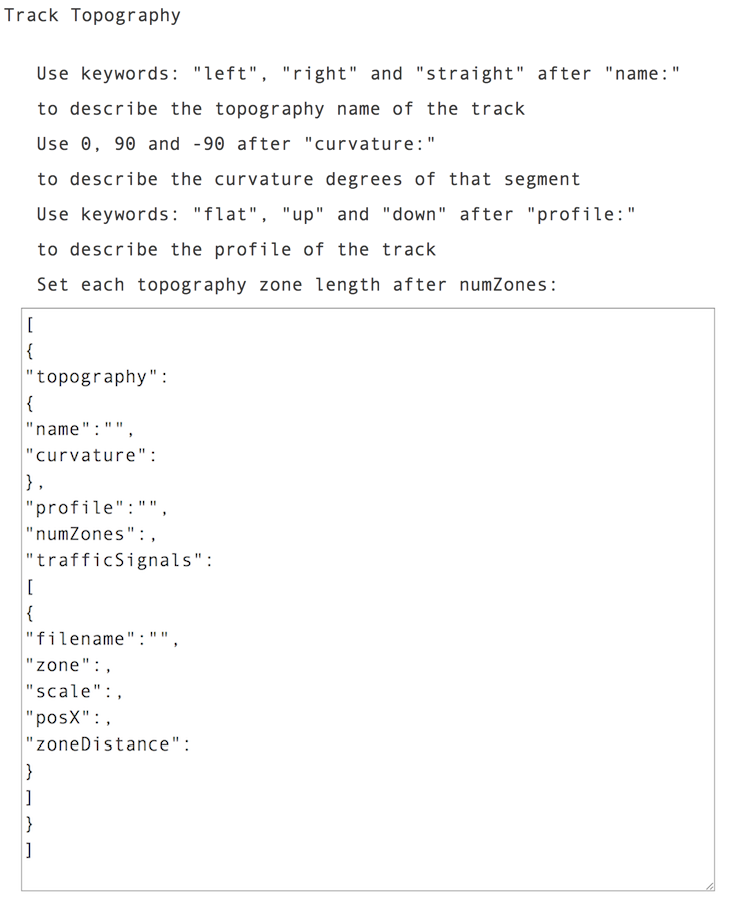 Track Topography
Use keywords: "left", "right" and "straight" after "name:"
to describe the topography name of the track
Use 0, 90 and -90 after "curvature:"
to describe the curvature degrees of that segment
Use keywords: "flat", "up" and "down" after "profile:"
to describe the profile of the track
Set each topography zone length after numZones:
[
{
"topography":
{
"name":"",
"curvature":
},
"profile":"",
"numZones":,
"trafficSignals":
[
{
"filename":"",
"zone":,
"scale":,
"posX":,
"zoneDistance":
}
]
}
]